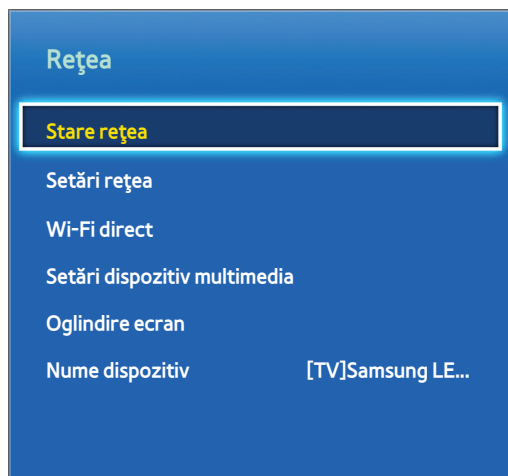 Reţea
Stare reţea
Setări reţea
Wi-Fi direct
Setări dispozitiv multimedia
Oglindire ecran
Nume dispozitiv [TV]Samsung LE...